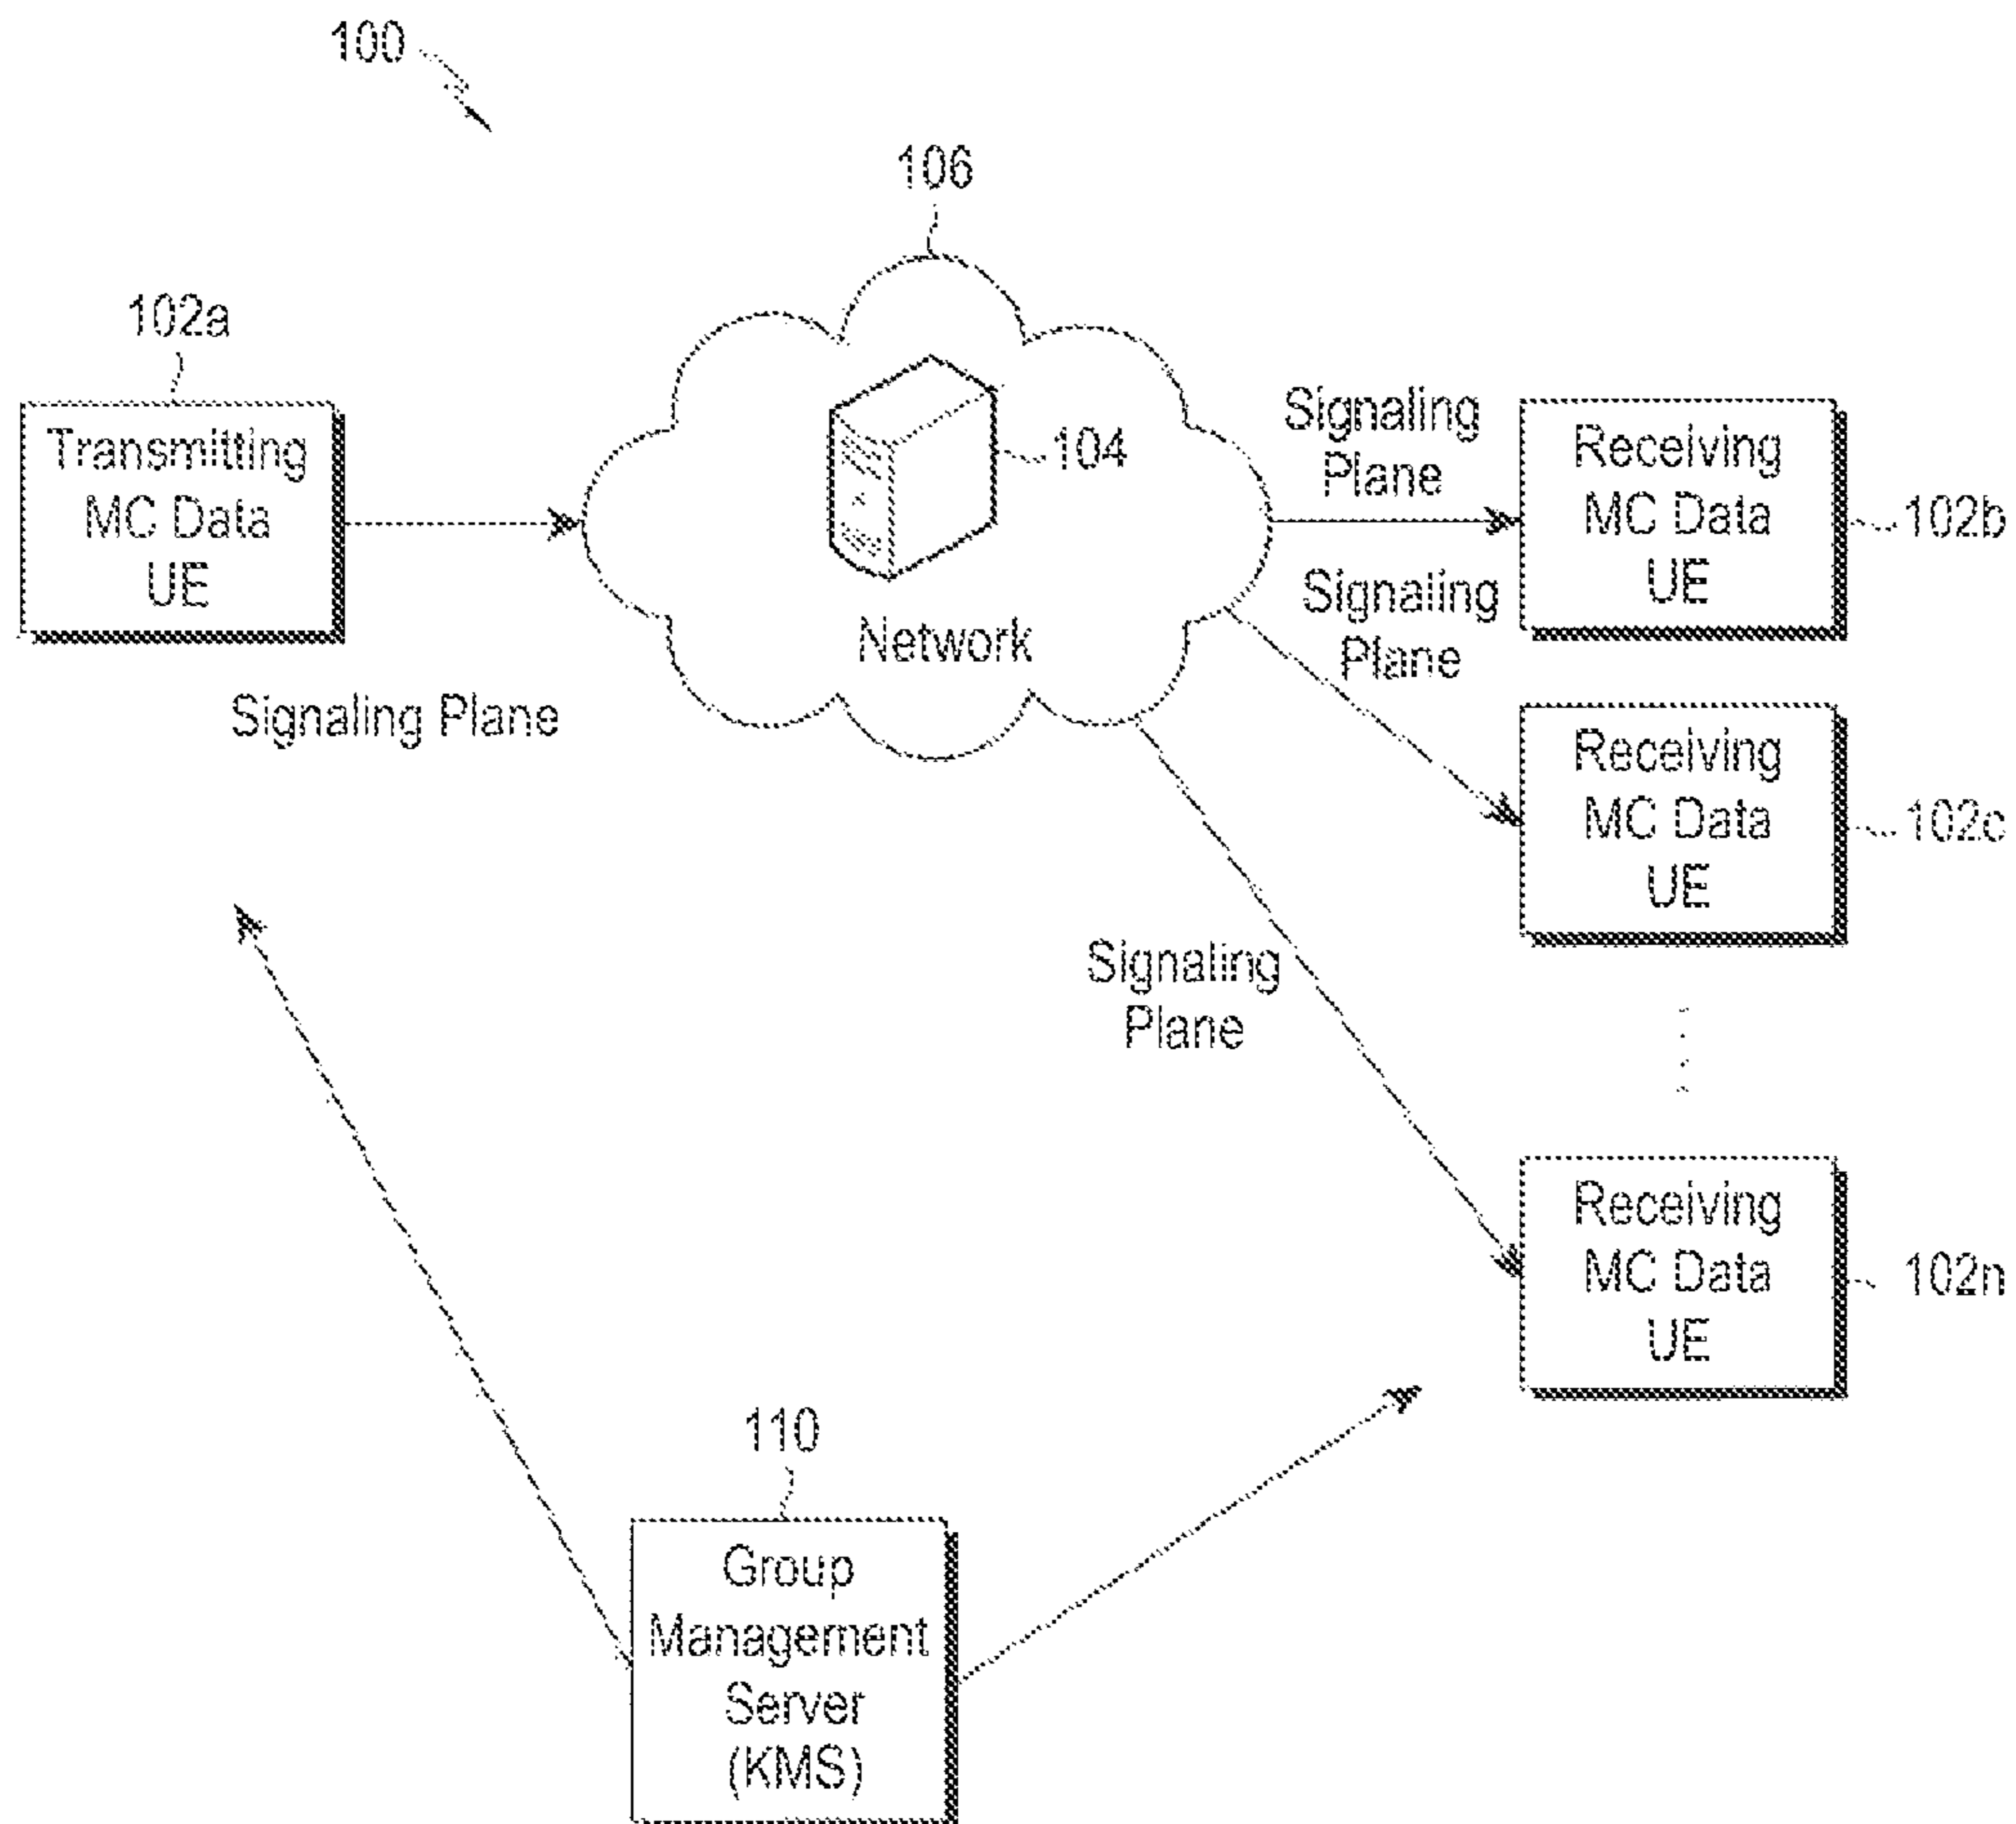 100
106
102a
Transmitting
MC Data
UE
104
Network
Signaling
Plane
Receiving
MC Data
UE
102b
Signaling
Plane
Signaling Plane
Receiving
MC Data
UE
102c
Signaling
Plane
Receiving
MC Data
UE
102n
110
Group
Management
Server
(KMS)